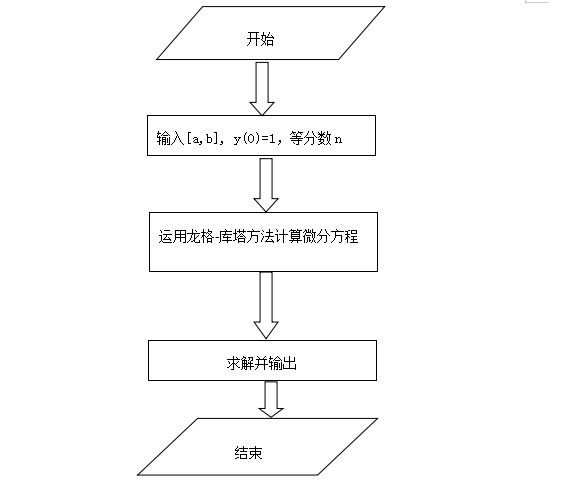 开始
输入[a,b], y(0)=1, 等分数n
运用龙格-库塔方法计算微分方程
求解并输出
结束